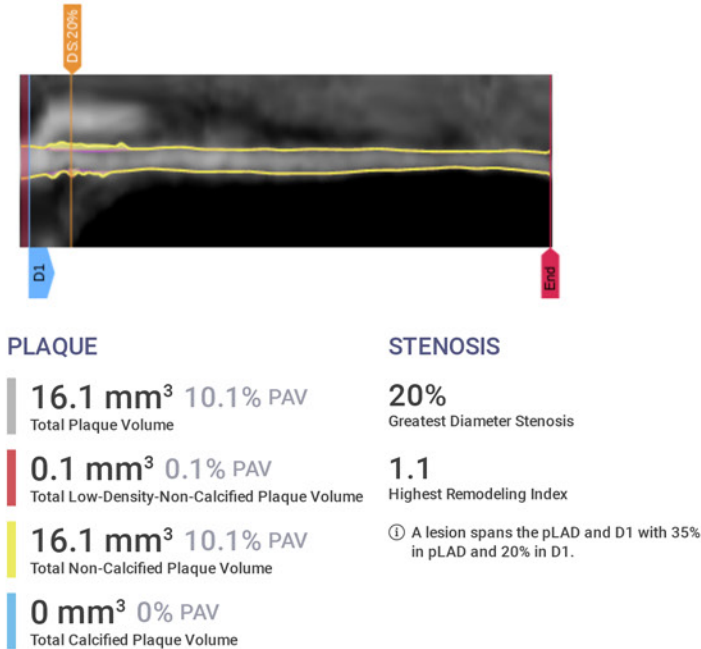 DS:20%
D1
End
PLAQUE
16.1 mm³ 10.1% PAV
Total Plaque Volume
0.1 mm³ 0.1% PAV
Total Low-Density-Non-Calcified Plaque Volume
16.1 mm³ 10.1% PAV
Total Non-Calcified Plaque Volume
0 mm³ 0% PAV
Total Calcified Plaque Volume
STENOSIS
20%
Greatest Diameter Stenosis
1.1
Highest Remodeling Index
ⓘ A lesion spans the pLAD and D1 with 35%
in pLAD and 20% in D1.